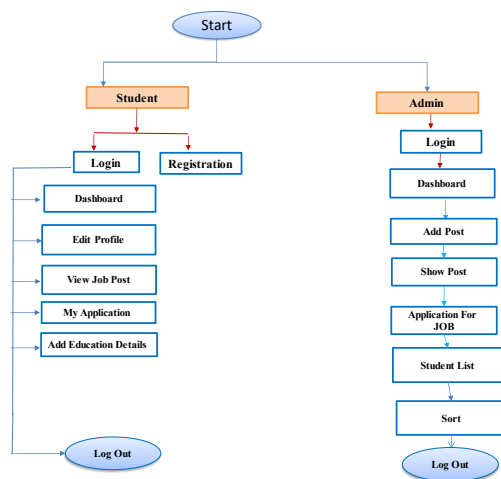 Start
Student
Admin
Login
Registration
Login
Dashboard
Edit Profile
View Job Post
My Application
Add Education Details
Log Out
Dashboard
Add Post
Show Post
Application For
JOB
Student List
Sort
Log Out